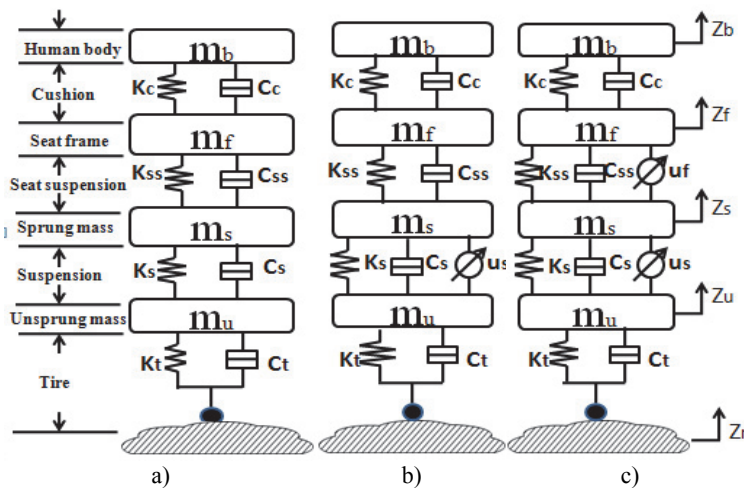 Human body
Cushion
Seat frame
Seat suspension
Sprung mass
Suspension
Unsprung mass
Tire
mb
Kc Cc
mf
Kss Css
ms
Ks Cs
mu
Kt Ct
a)
mb
Kc Cc
mf
Kss Css
ms
Ks Cs us
mu
Kt Ct
b)
mb
Kc Cc
mf
Kss Css uf
ms
Ks Cs us
mu
Kt Ct
c)
Zb
Zf
Zs
Zu